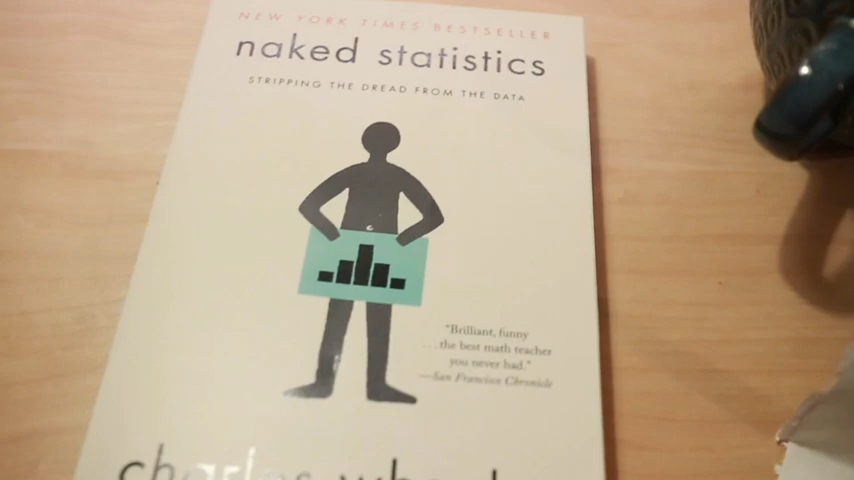 NEW YORK TIMES BESTSELLER
naked statistics
STRIPPING THE DREAD FROM THE DATA
"Brilliant, funny
. . . the best math teacher
you never had."
—San Francisco Chronicle
charles